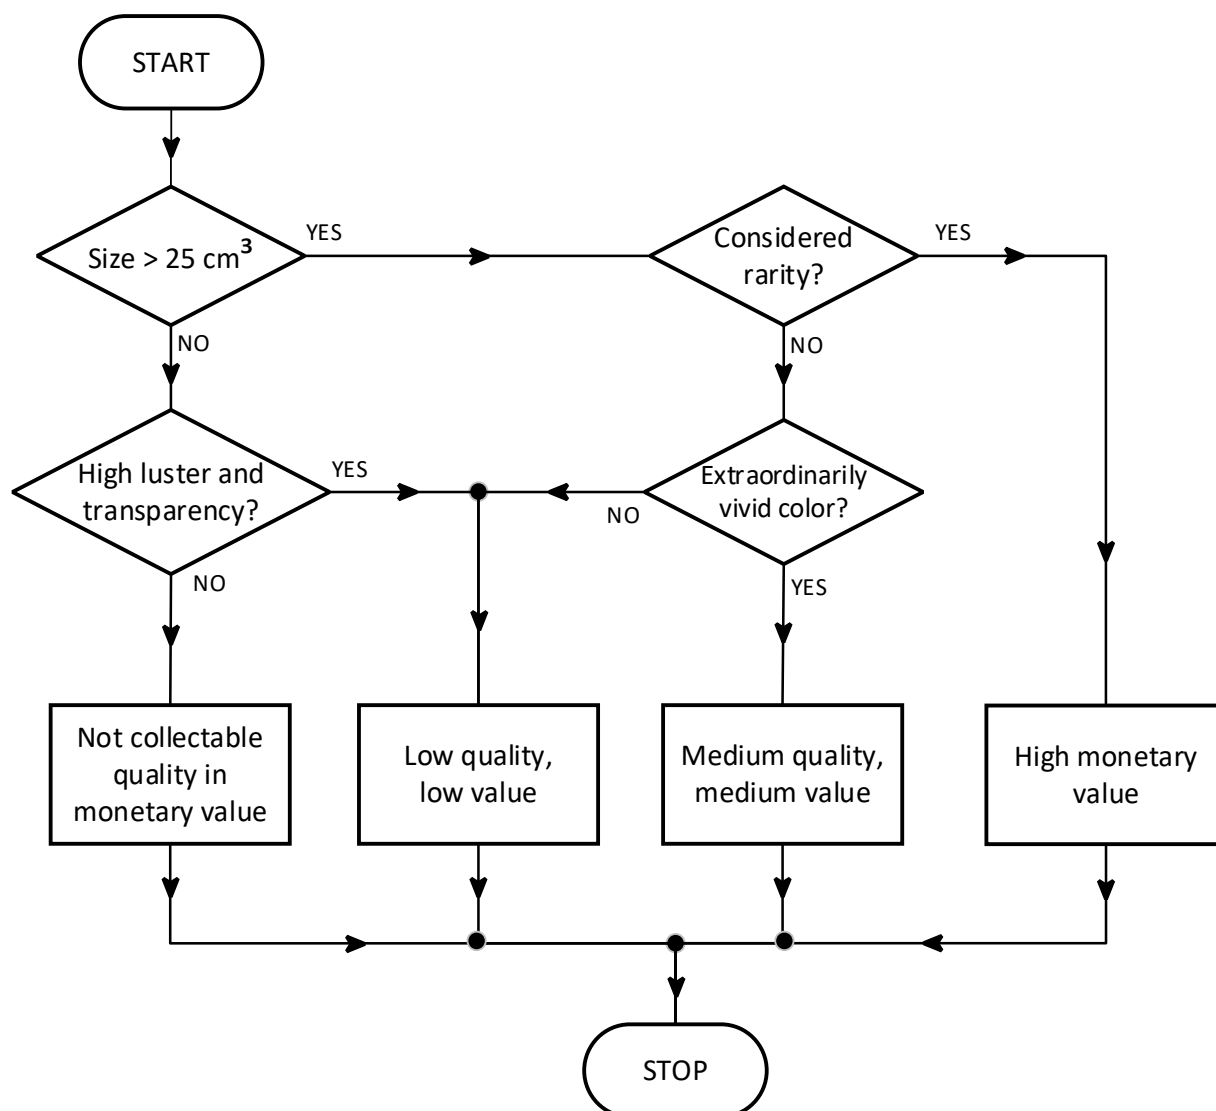 START
Size > 25 cm³
YES
Considered
rarity?
YES
NO
NO
High luster and
transparency?
YES
Extraordinarily
vivid color?
NO
NO
YES
Not collectable
quality in
monetary value
Low quality,
low value
Medium quality,
medium value
High monetary
value
STOP